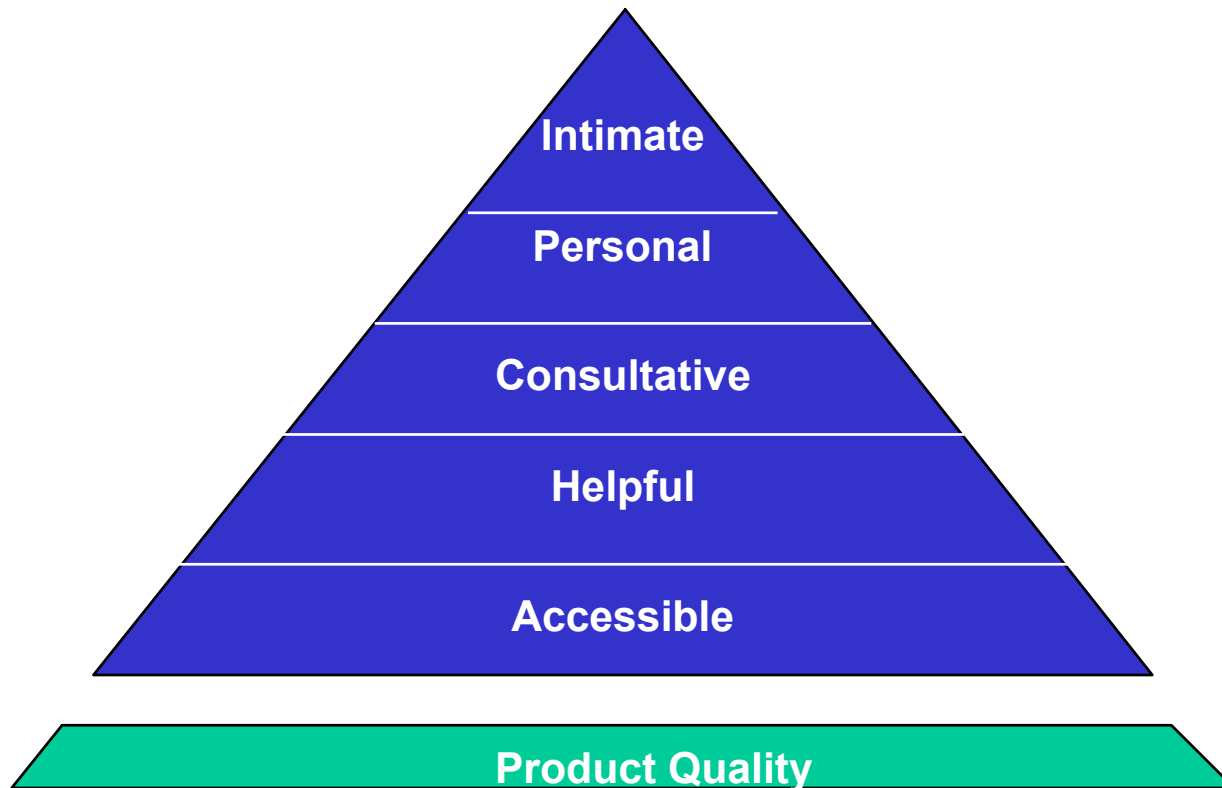 Intimate
Personal
Consultative
Helpful
Accessible
Product Quality